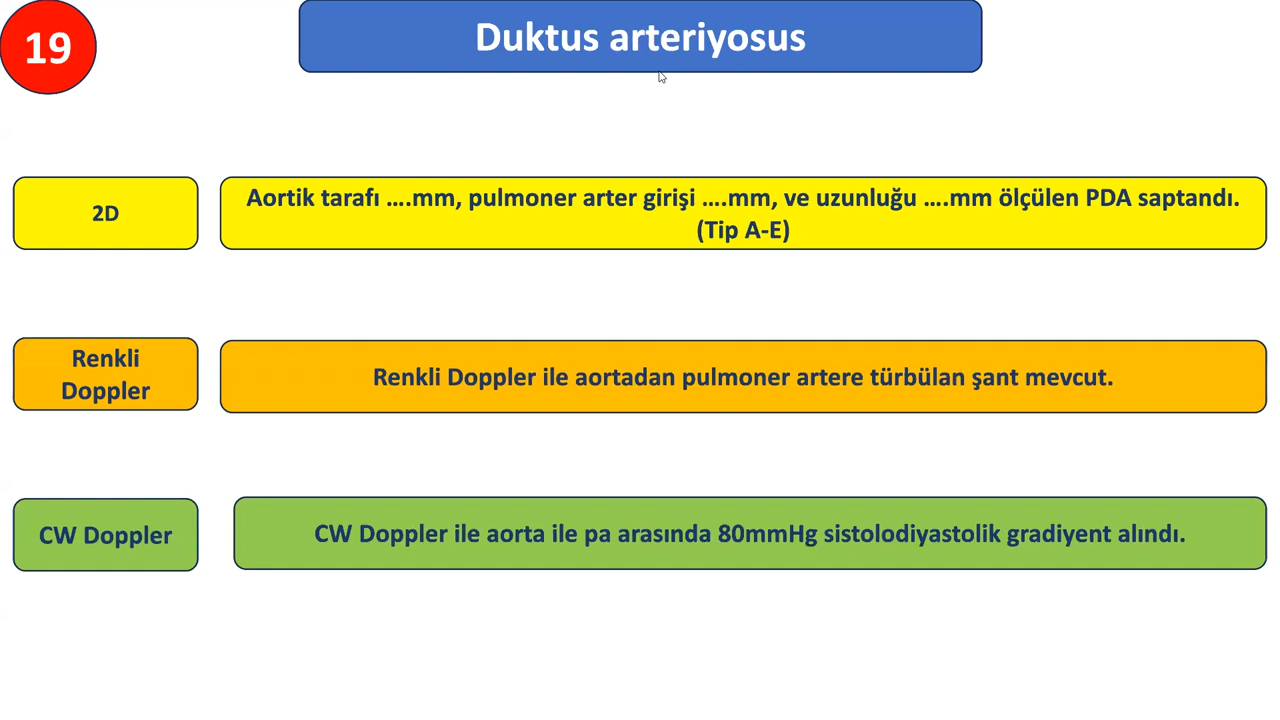 19
Duktus arteriyosus
2D
Aortik tarafı ….mm, pulmoner arter girişi ….mm, ve uzunluğu ….mm ölçülen PDA saptandı.
(Tip A-E)
Renkli
Doppler
Renkli Doppler ile aortadan pulmoner artere türbülan şant mevcut.
CW Doppler
CW Doppler ile aorta ile pa arasında 80mmHg sistolodiyastolik gradiyent alındı.